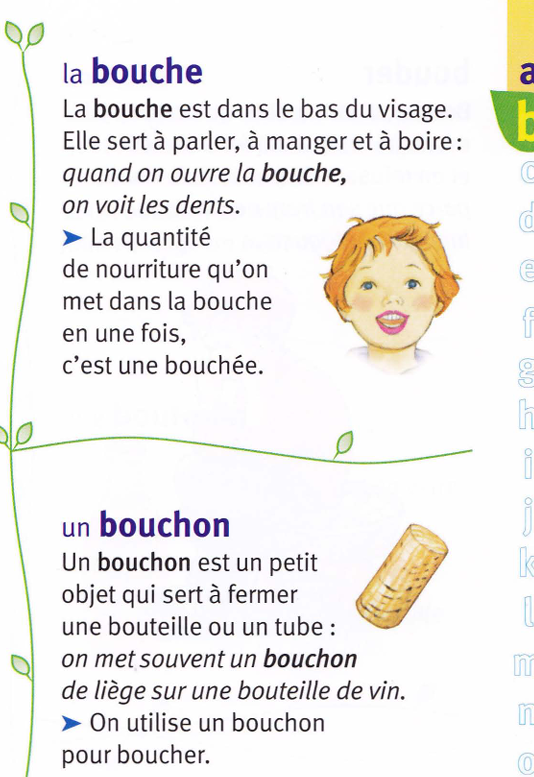 la bouche
La bouche est dans le bas du visage.
Elle sert à parler, à manger et à boire :
quand on ouvre la bouche,
on voit les dents.
➤ La quantité
de nourriture qu'on
met dans la bouche
en une fois,
c'est une bouchée.
un bouchon
Un bouchon est un petit
objet qui sert à fermer
une bouteille ou un tube :
on met souvent un bouchon
de liège sur une bouteille de vin.
➤ On utilise un bouchon
pour boucher.
a
b
c
d
e
f
g
h
i
j
k
l
m
n
o